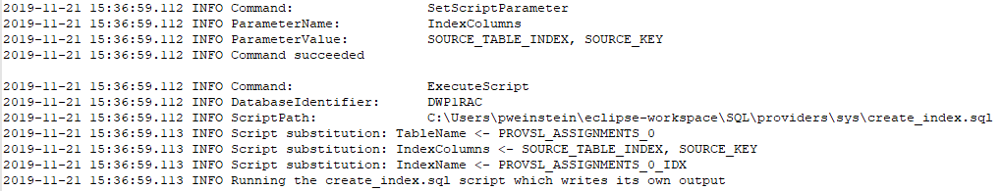 2019-11-21 15:36:59.112 INFO Command: SetScriptParameter
2019-11-21 15:36:59.112 INFO ParameterName: IndexColumns
2019-11-21 15:36:59.112 INFO ParameterValue: SOURCE_TABLE_INDEX, SOURCE_KEY
2019-11-21 15:36:59.112 INFO Command succeeded
2019-11-21 15:36:59.112 INFO Command: ExecuteScript
2019-11-21 15:36:59.112 INFO DatabaseIdentifier: DWP1RAC
2019-11-21 15:36:59.112 INFO ScriptPath: C:\Users\pweinstein\eclipse-workspace\SQL\providers\sys\create_index.sql
2019-11-21 15:36:59.113 INFO Script substitution: TableName <- PROVSL_ASSIGNMENTS_0
2019-11-21 15:36:59.113 INFO Script substitution: IndexColumns <- SOURCE_TABLE_INDEX, SOURCE_KEY
2019-11-21 15:36:59.113 INFO Script substitution: IndexName <- PROVSL_ASSIGNMENTS_0_IDX
2019-11-21 15:36:59.113 INFO Running the create_index.sql script which writes its own output